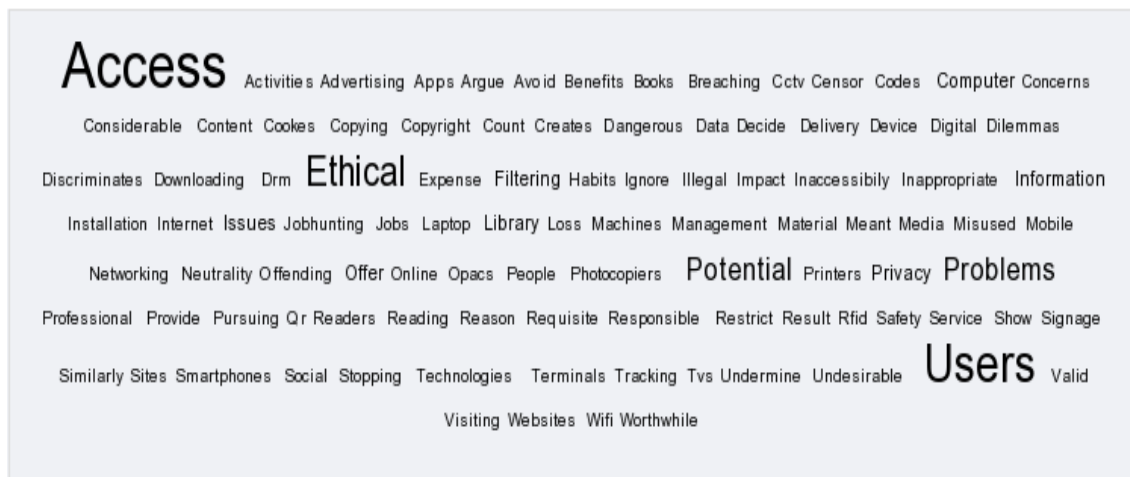 Access Activities Advertising Apps Argue Avoid Benefits Books Breaching Cctv Censor Codes Computer Concerns
Considerable Content Cookes Copying Copyright Count Creates Dangerous Data Decide Delivery Device Digital Dilemmas
Discriminates Downloading Drm Ethical Expense Filtering Habits Ignore Illegal Impact Inaccessibily Inappropriate Information
Installation Internet Issues Jobhunting Jobs Laptop Library Loss Machines Management Material Meant Media Misused Mobile
Networking Neutrality Offending Offer Online Opacs People Photocopiers Potential Printers Privacy Problems
Professional Provide Pursuing Qr Readers Reading Reason Requisite Responsible Restrict Result Rfid Safety Service Show Signage
Similarly Sites Smartphones Social Stopping Technologies Terminals Tracking Tvs Undermine Undesirable Users Valid
Visiting Websites Wifi Worthwhile